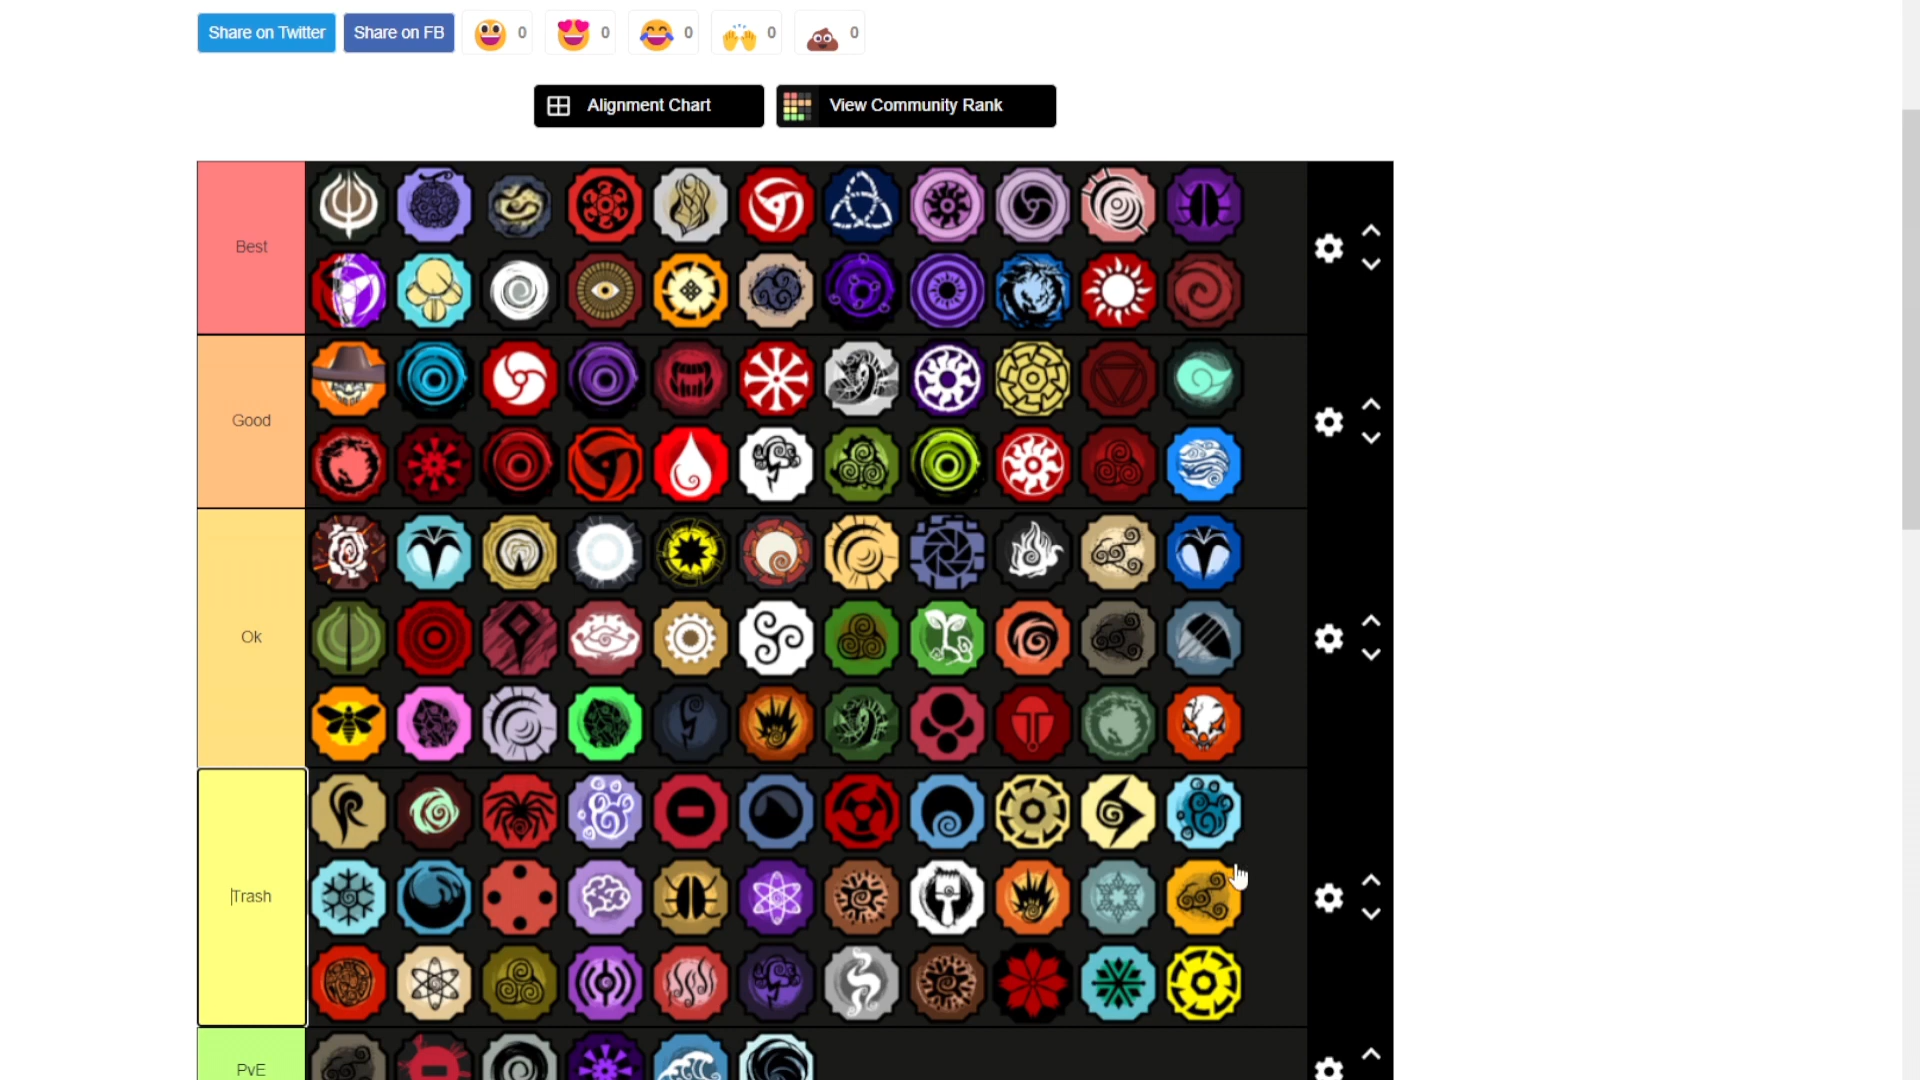 Share on Twitter Share on FB 0 0 0 0 0
Alignment Chart View Community Rank
Best
Good
Ok
Trash
PvE